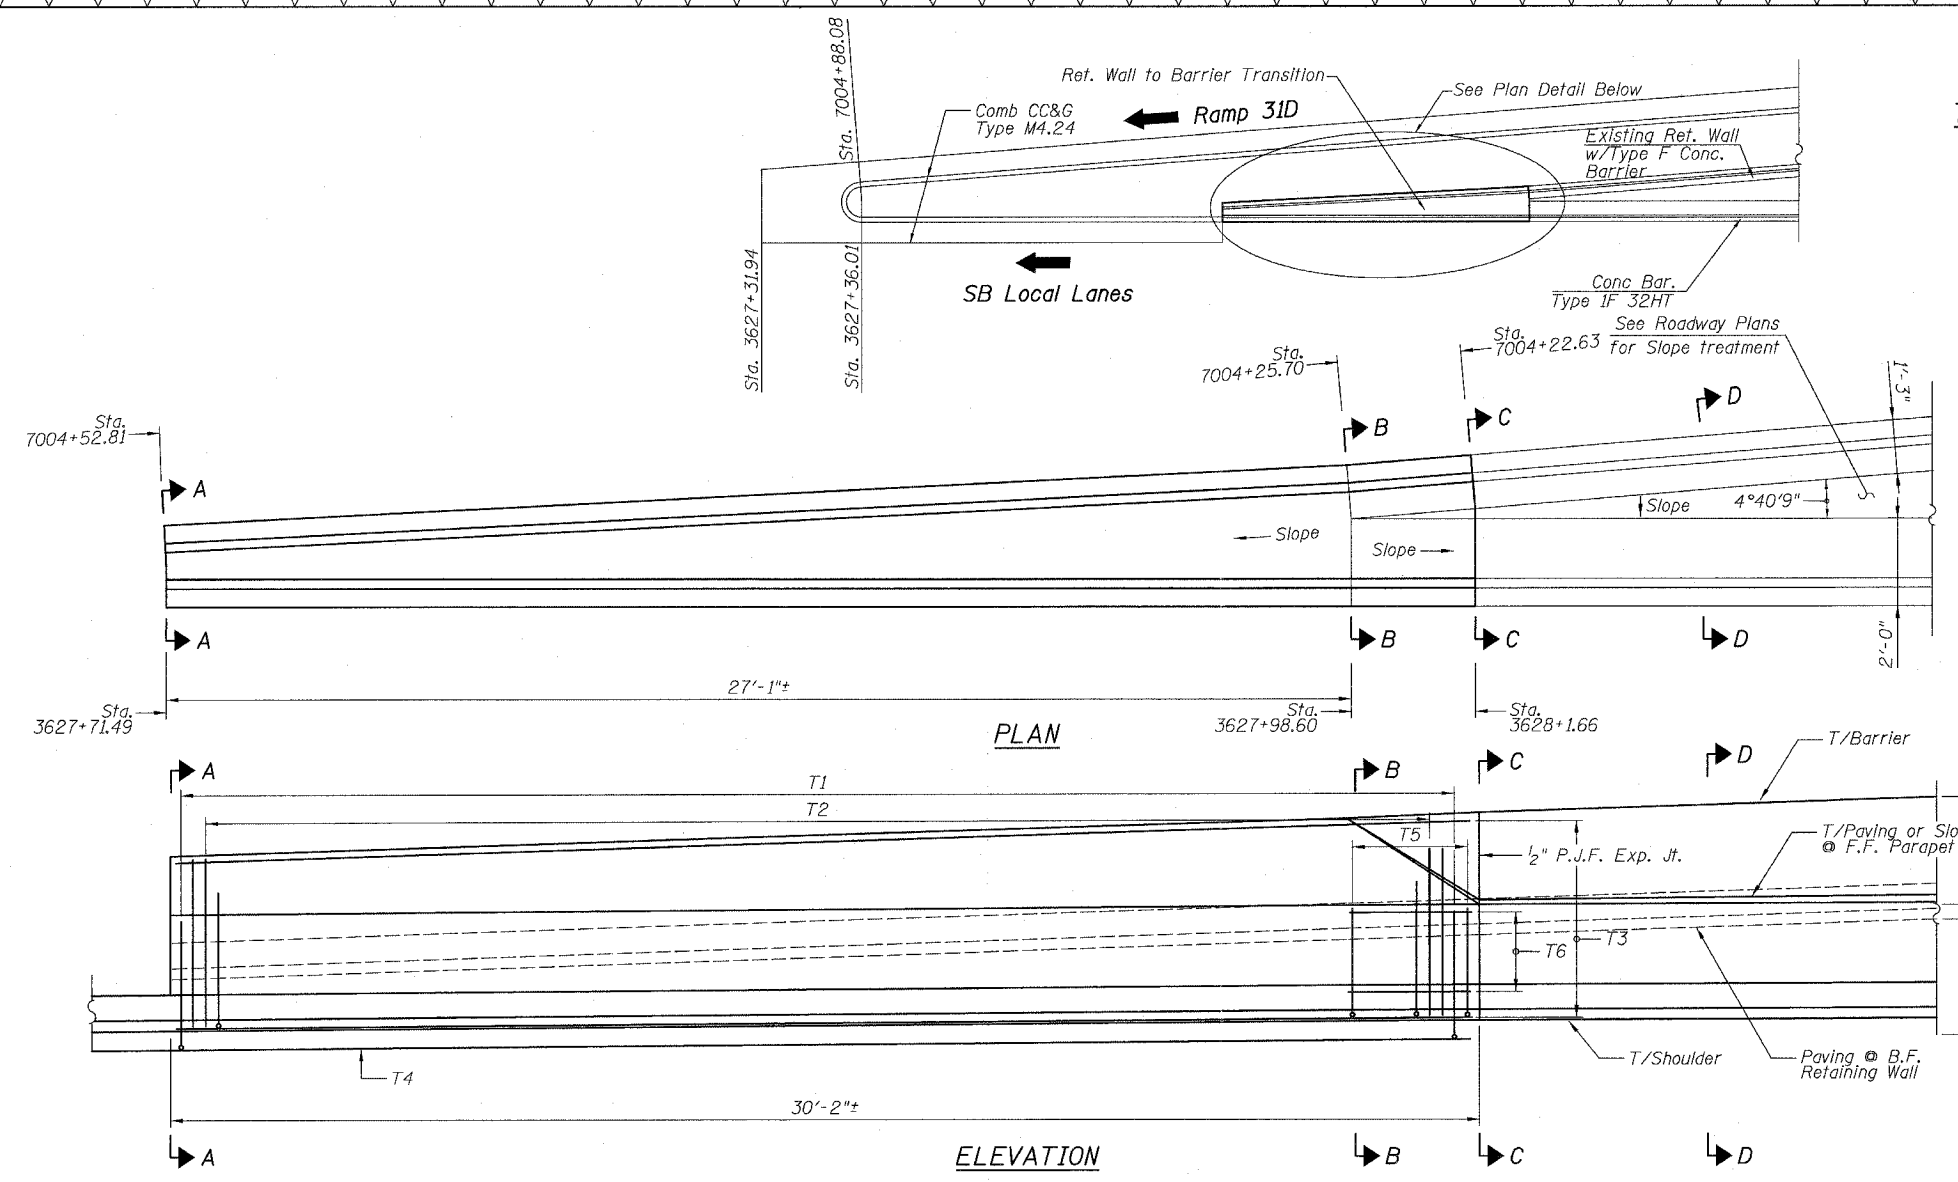 Sta. 7004+88.08
Ret. Wall to Barrier Transition
See Plan Detail Below
Comb CC&G
Type M4.24
Ramp 31D
Existing Ret. Wall
w/Type F Conc.
Barrier
Sta. 3627+31.94
Sta. 3627+36.01
SB Local Lanes
Conc Bar.
Type 1F 32HT
Sta.
7004+22.63
See Roadway Plans
for Slope treatment
Sta.
7004+25.70
1'-3"
Sta.
7004+52.81
A
B
C
D
Slope
4°40'9"
Slope
Slope
2'-0"
A
B
C
D
27'-1"±
Sta.
3627+71.49
Sta.
3627+98.60
Sta.
3628+1.66
PLAN
A
B
C
D
T/Barrier
T1
T2
T5
1/2" P.J.F. Exp. Jt.
T/Paving or Slo
@ F.F. Parapet
T3
T6
T4
T/Shoulder
Paving @ B.F.
Retaining Wall
30'-2"±
ELEVATION
A
B
C
D